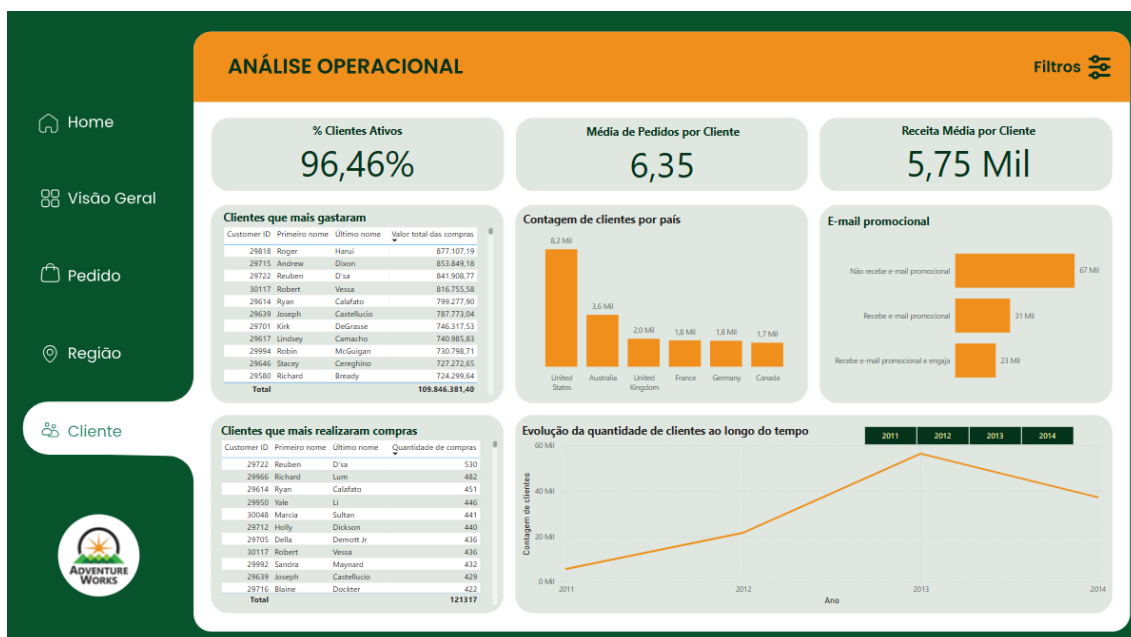 ANÁLISE OPERACIONAL
Filtros
Home
Visão Geral
Pedido
Região
Cliente
ADVENTURE
WORKS
% Clientes Ativos
96,46%
Média de Pedidos por Cliente
6,35
Receita Média por Cliente
5,75 Mil
Clientes que mais gastaram
Customer ID Primeiro nome Último nome Valor total das compras
29818 Roger Harui 877.107,19
29715 Andrew Dixon 853.849,18
29722 Reuben D'sa 841.908,77
30117 Robert Vessa 816.755,58
29614 Ryan Calafato 799.277,90
29639 Joseph Castellucio 787.773,04
29701 Kirk DeGrasse 746.317,53
29617 Lindsey Camacho 740.985,83
29994 Robin McGuigan 730.798,71
29646 Stacey Cereghino 727.272,65
29580 Richard Bready 724.299,64
Total 109.846.381,40
Contagem de clientes por país
8,2 Mil
3,6 Mil
2,0 Mil
1,8 Mil
1,8 Mil
1,7 Mil
United States
Australia
United Kingdom
France
Germany
Canada
E-mail promocional
Não recebe e-mail promocional 67 Mil
Recebe e-mail promocional 31 Mil
Recebe e-mail promocional e engaja 23 Mil
Clientes que mais realizaram compras
Customer ID Primeiro nome Último nome Quantidade de compras
29722 Reuben D'sa 530
29966 Richard Lum 482
29614 Ryan Calafato 451
29950 Yale Li 446
30048 Marcia Sultan 441
29712 Holly Dickson 440
29705 Della Demott Jr 436
30117 Robert Vessa 436
29992 Sandra Maynard 432
29639 Joseph Castellucio 429
29716 Blaine Dockter 422
Total 121317
Evolução da quantidade de clientes ao longo do tempo
2011 2012 2013 2014
Contagem de clientes
60 Mil
40 Mil
20 Mil
0 Mil
2011 2012 2013 2014
Ano